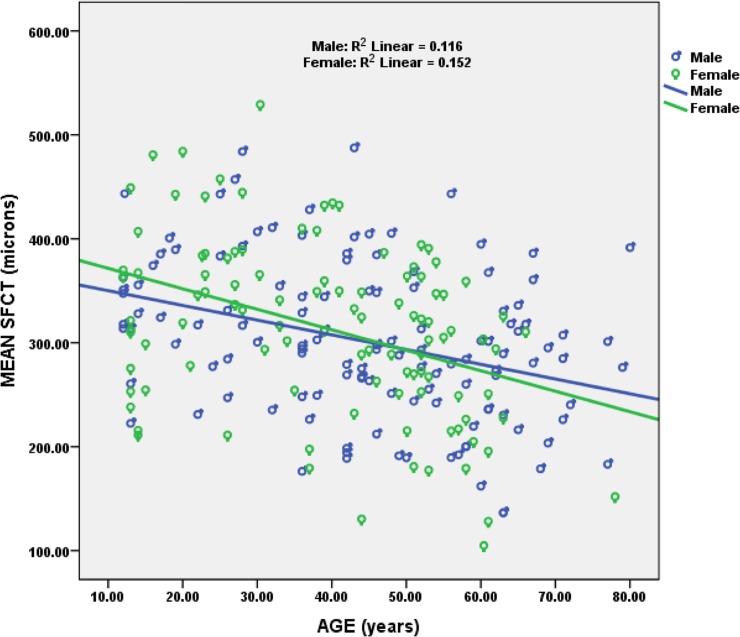 Male: R² Linear = 0.116
Female: R² Linear = 0.152
Male
Female
Male
Female
MEAN SFCT (microns)
600.00
500.00
400.00
300.00
200.00
100.00
10.00 20.00 30.00 40.00 50.00 60.00 70.00 80.00
AGE (years)